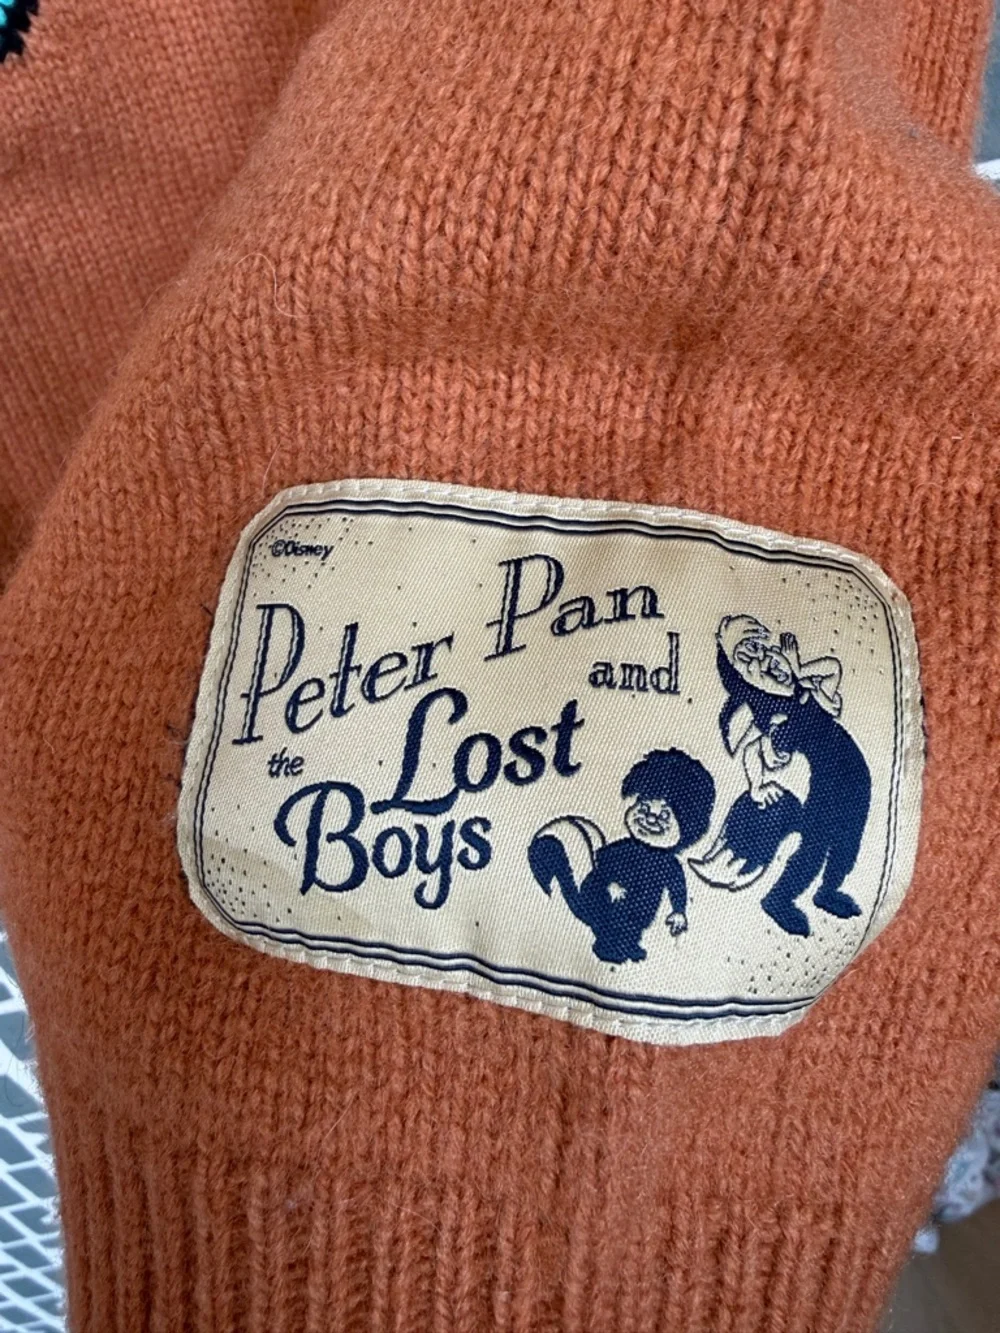 ©Disney
Peter Pan
and
the Lost
Boys